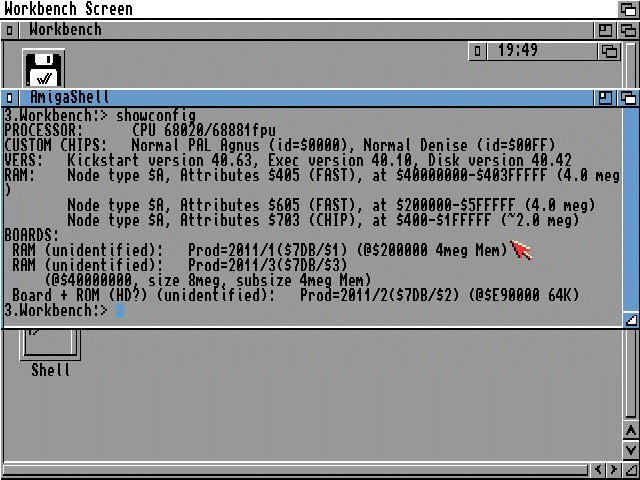 Workbench Screen
Workbench
19:49
AmigaShell
3.Workbench:> showconfig
PROCESSOR: CPU 68020/68881fpu
CUSTOM CHIPS: Normal PAL Agnus (id=$0000), Normal Denise (id=$00FF)
VERS: Kickstart version 40.63, Exec version 40.10, Disk version 40.42
RAM: Node type $A, Attributes $405 (FAST), at $40000000-$403FFFFF (4.0 meg
)
Node type $A, Attributes $605 (FAST), at $200000-$5FFFFF (4.0 meg)
Node type $A, Attributes $703 (CHIP), at $400-$1FFFFF (~2.0 meg)
BOARDS:
RAM (unidentified): Prod=2011/1($7DB/$1) (@$200000 4meg Mem)
RAM (unidentified): Prod=2011/3($7DB/$3)
(@$40000000, size 8meg, subsize 4meg Mem)
Board + ROM (HD?) (unidentified): Prod=2011/2($7DB/$2) (@$E90000 64K)
3.Workbench:>
Shell